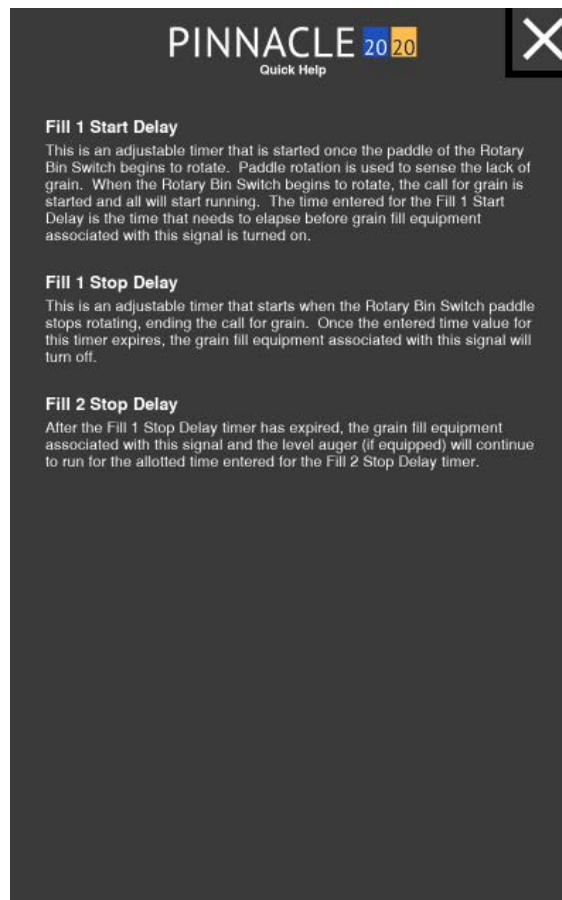 PINNACLE 20 20
Quick Help
Fill 1 Start Delay
This is an adjustable timer that is started once the paddle of the Rotary
Bin Switch begins to rotate. Paddle rotation is used to sense the lack of
grain. When the Rotary Bin Switch begins to rotate, the call for grain is
started and all will start running. The time entered for the Fill 1 Start
Delay is the time that needs to elapse before grain fill equipment
associated with this signal is turned on.
Fill 1 Stop Delay
This is an adjustable timer that starts when the Rotary Bin Switch paddle
stops rotating, ending the call for grain. Once the entered time value for
this timer expires, the grain fill equipment associated with this signal will
turn off.
Fill 2 Stop Delay
After the Fill 1 Stop Delay timer has expired, the grain fill equipment
associated with this signal and the level auger (if equipped) will continue
to run for the allotted time entered for the Fill 2 Stop Delay timer.